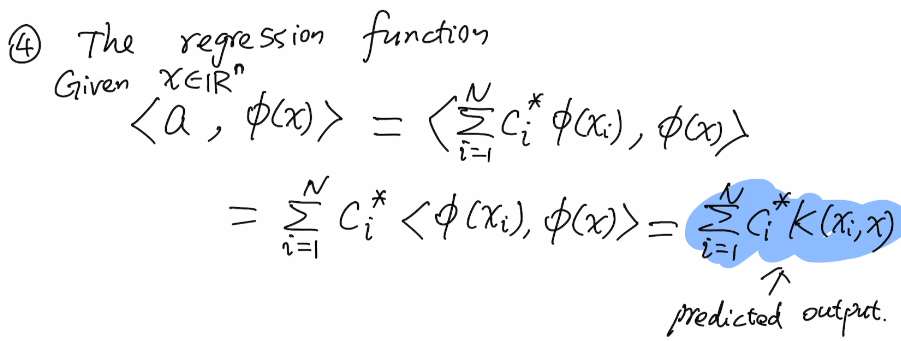 ④ The regression function
Given x∈ℝⁿ
<a, ϕ(x)> = <∑_{i=1}^{N} c_i^* ϕ(x_i), ϕ(x)>
= ∑_{i=1}^{N} c_i^* <ϕ(x_i), ϕ(x)> = ∑_{i=1}^{N} c_i^* K(x_i, x)
↑
predicted output.